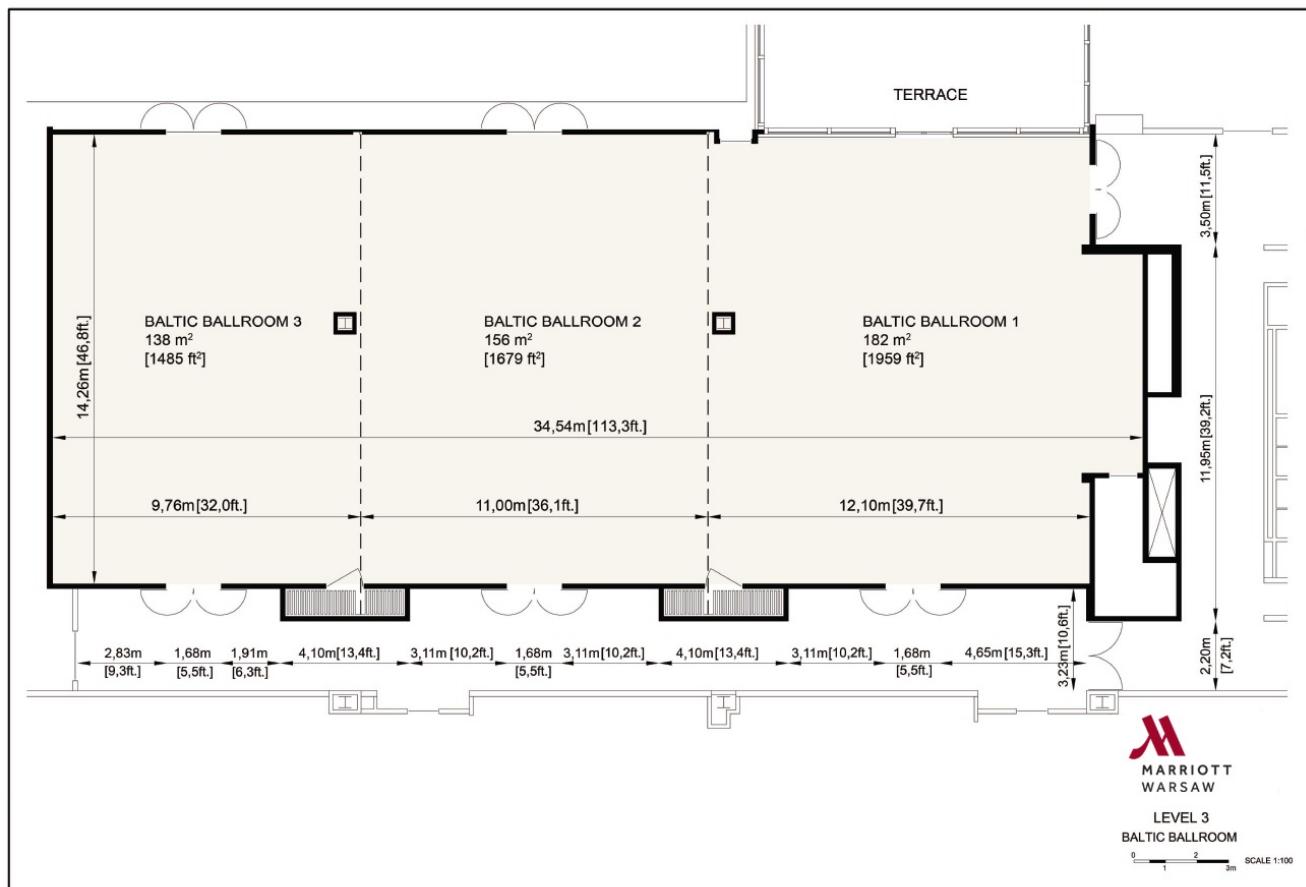 TERRACE
3,50m [11,5ft.]
BALTIC BALLROOM 3
138 m²
[1485 ft²]
BALTIC BALLROOM 2
156 m²
[1679 ft²]
BALTIC BALLROOM 1
182 m²
[1959 ft²]
14,26m [46,8ft.]
34,54m [113,3ft.]
11,95m [39,2ft.]
9,76m [32,0ft.]
11,00m [36,1ft.]
12,10m [39,7ft.]
2,83m
[9,3ft.]
1,68m
[5,5ft.]
1,91m
[6,3ft.]
4,10m [13,4ft.]
3,11m [10,2ft.]
1,68m
[5,5ft.]
3,11m [10,2ft.]
4,10m [13,4ft.]
3,11m [10,2ft.]
1,68m
[5,5ft.]
4,65m [15,3ft.]
3,23m [10,6ft.]
2,20m
[7,2ft.]
MARRIOTT
WARSAW
LEVEL 3
BALTIC BALLROOM
0 1 2 3m
SCALE 1:100